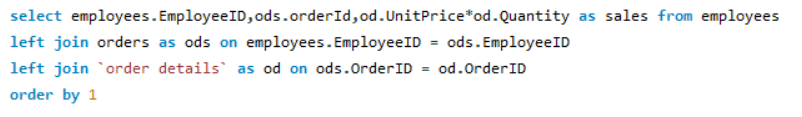 select employees.EmployeeID,ods.orderId,od.UnitPrice*od.Quantity as sales from employees
left join orders as ods on employees.EmployeeID = ods.EmployeeID
left join `order details` as od on ods.OrderID = od.OrderID
order by 1